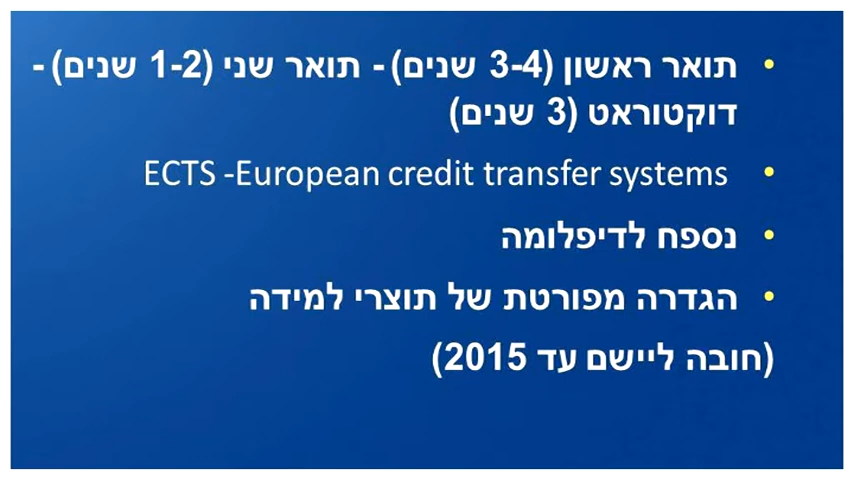 • תואר ראשון (3-4 שנים) - תואר שני (1-2 שנים) -
דוקטוראט (3 שנים)
• ECTS -European credit transfer systems
• נספח לדיפלומה
• הגדרה מפורטת של תוצרי למידה
(חובה ליישם עד 2015)